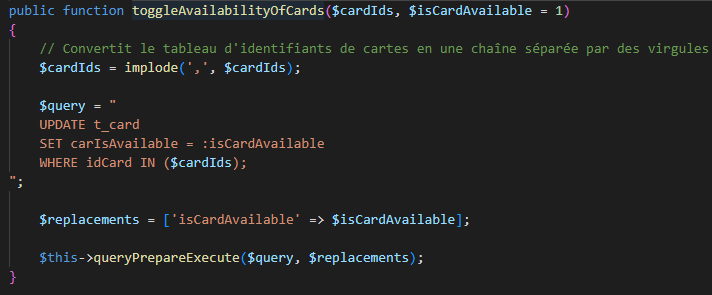 public function toggleAvailabilityOfCards($cardIds, $isCardAvailable = 1)
{
// Convertit le tableau d'identifiants de cartes en une chaîne séparée par des virgules
$cardIds = implode(',', $cardIds);
$query = "
UPDATE t_card
SET carIsAvailable = :isCardAvailable
WHERE idCard IN ($cardIds);
";
$replacements = ['isCardAvailable' => $isCardAvailable];
$this->queryPrepareExecute($query, $replacements);
}